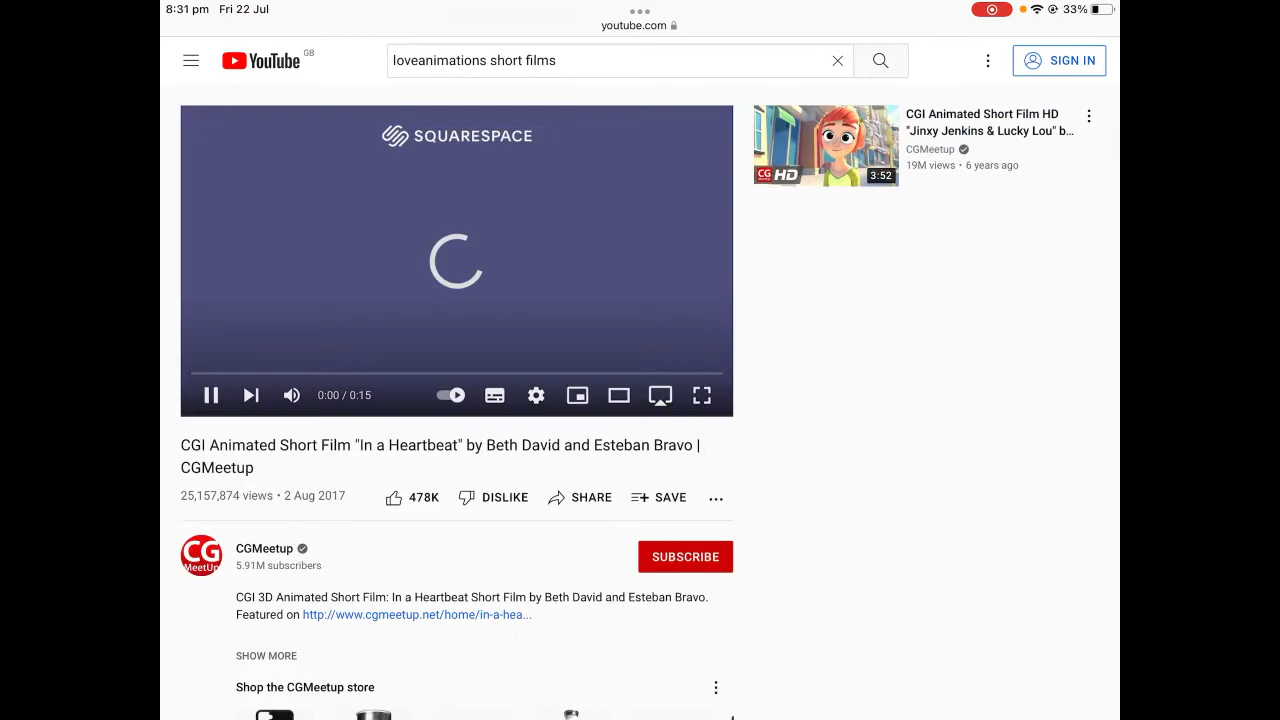 8:31 pm Fri 22 Jul
33%
youtube.com
YouTube GB
loveanimations short films
SIGN IN
SQUARESPACE
0:00 / 0:15
CG MeetUp HD
3:52
CGI Animated Short Film HD
"Jinxy Jenkins & Lucky Lou" b...
CGMeetup
19M views • 6 years ago
CGI Animated Short Film "In a Heartbeat" by Beth David and Esteban Bravo |
CGMeetup
25,157,874 views • 2 Aug 2017
478K DISLIKE SHARE SAVE
CG MeetUp
CGMeetup
5.91M subscribers
SUBSCRIBE
CGI 3D Animated Short Film: In a Heartbeat Short Film by Beth David and Esteban Bravo.
Featured on http://www.cgmeetup.net/home/in-a-hea...
SHOW MORE
Shop the CGMeetup store